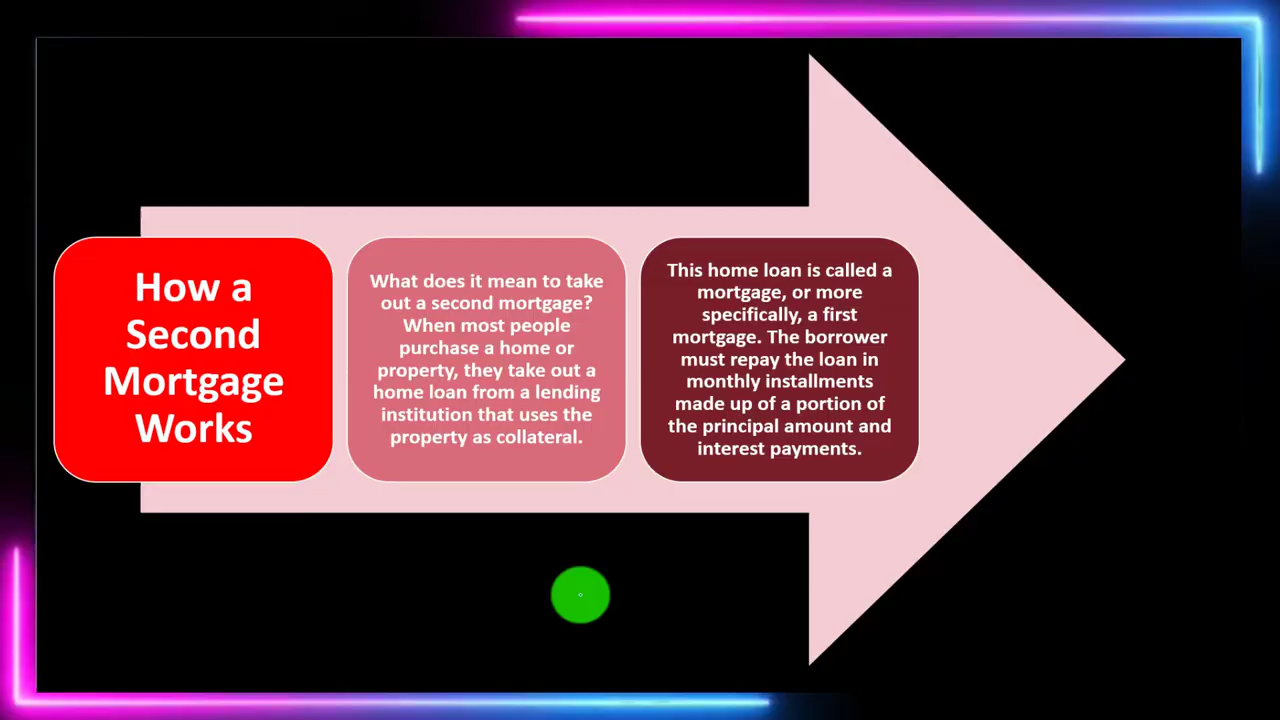 How a
Second
Mortgage
Works
What does it mean to take
out a second mortgage?
When most people
purchase a home or
property, they take out a
home loan from a lending
institution that uses the
property as collateral.
This home loan is called a
mortgage, or more
specifically, a first
mortgage. The borrower
must repay the loan in
monthly installments
made up of a portion of
the principal amount and
interest payments.